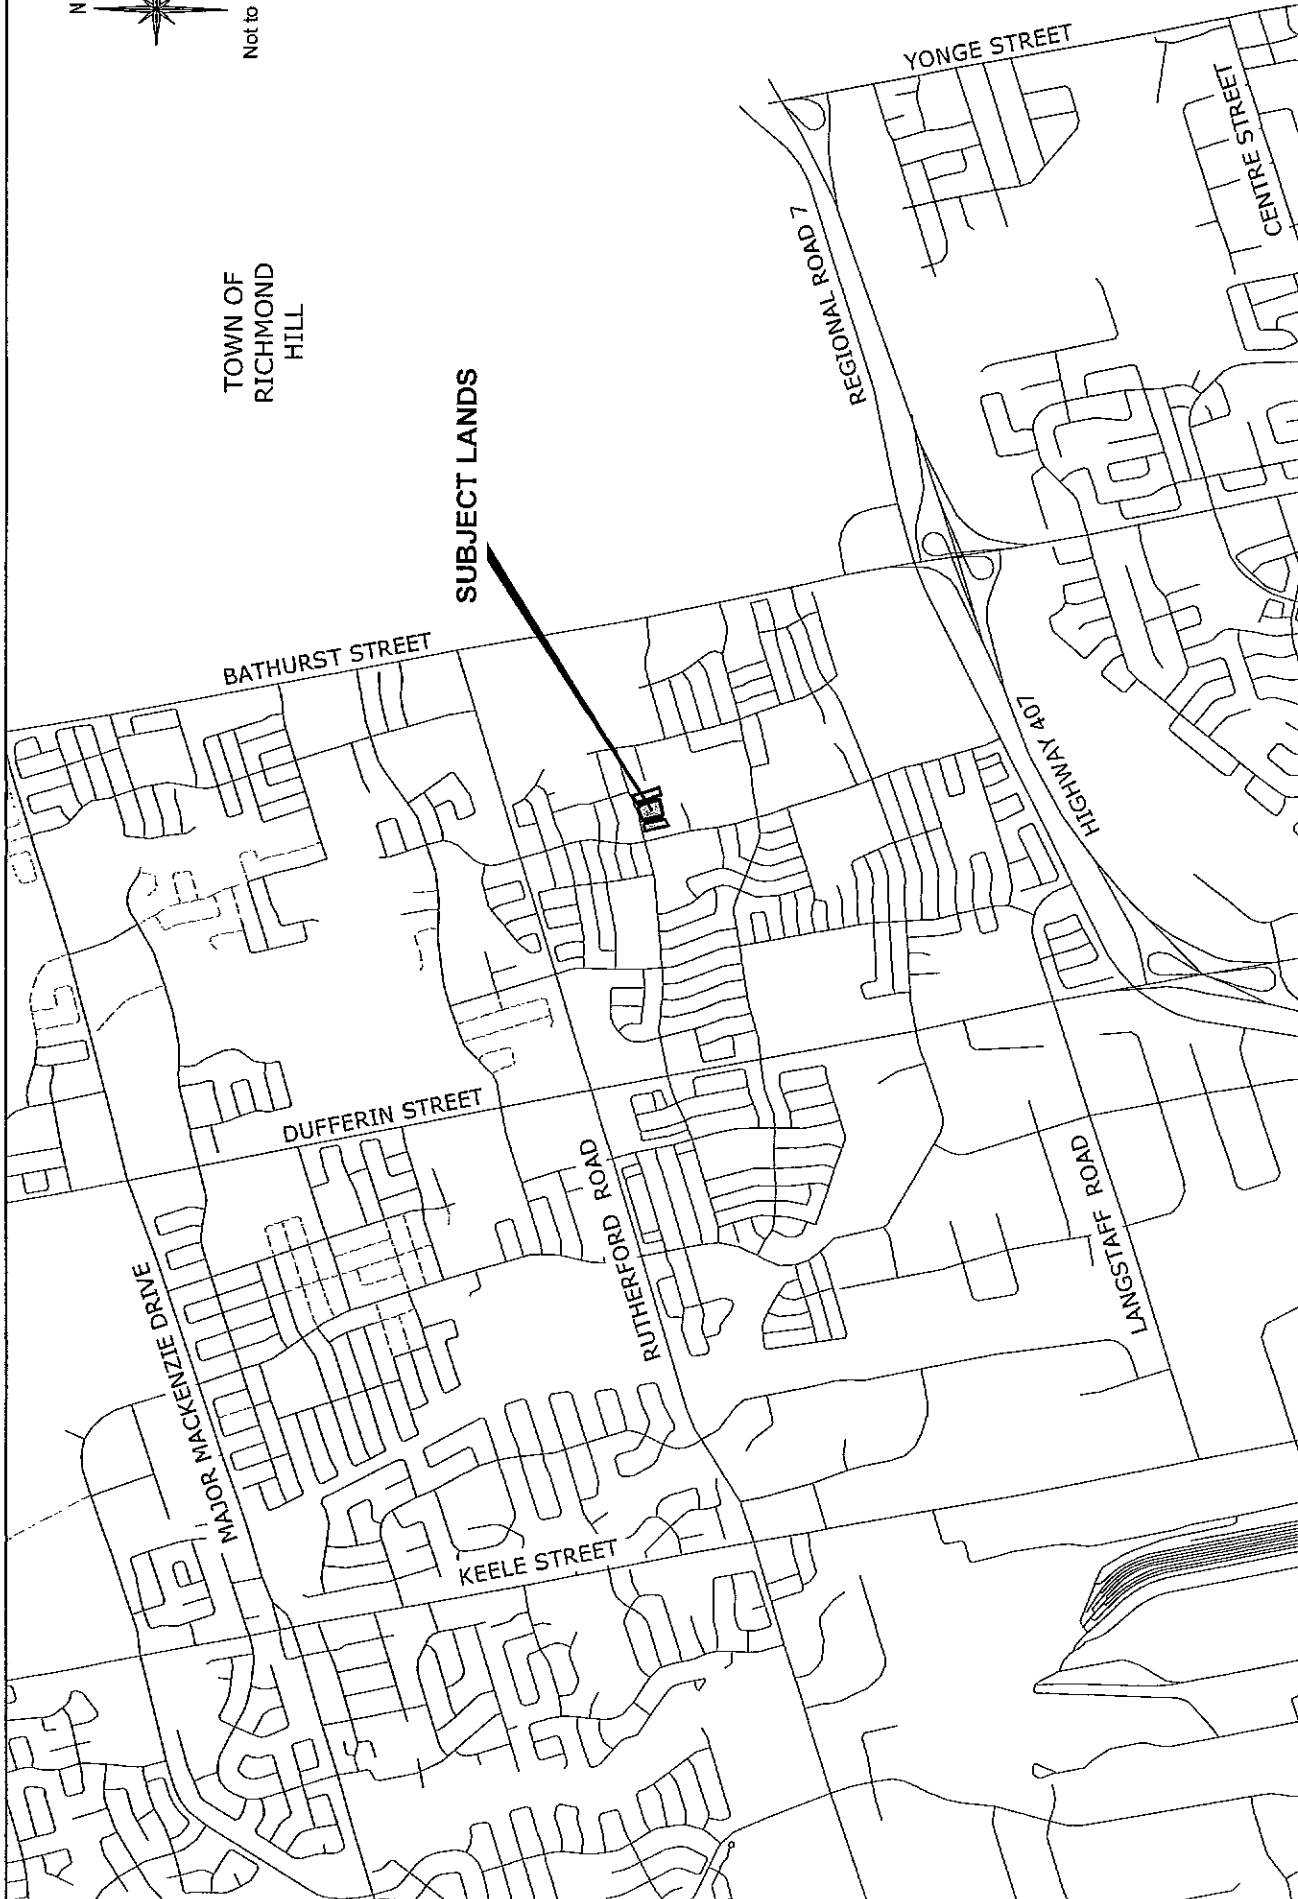 N
Not to
TOWN OF
RICHMOND
HILL
SUBJECT LANDS
YONGE STREET
CENTRE STREET
REGIONAL ROAD 7
BATHURST STREET
HIGHWAY 407
DUFFERIN STREET
RUTHERFORD ROAD
LANGSTAFF ROAD
MAJOR MACKENZIE DRIVE
KEELE STREET